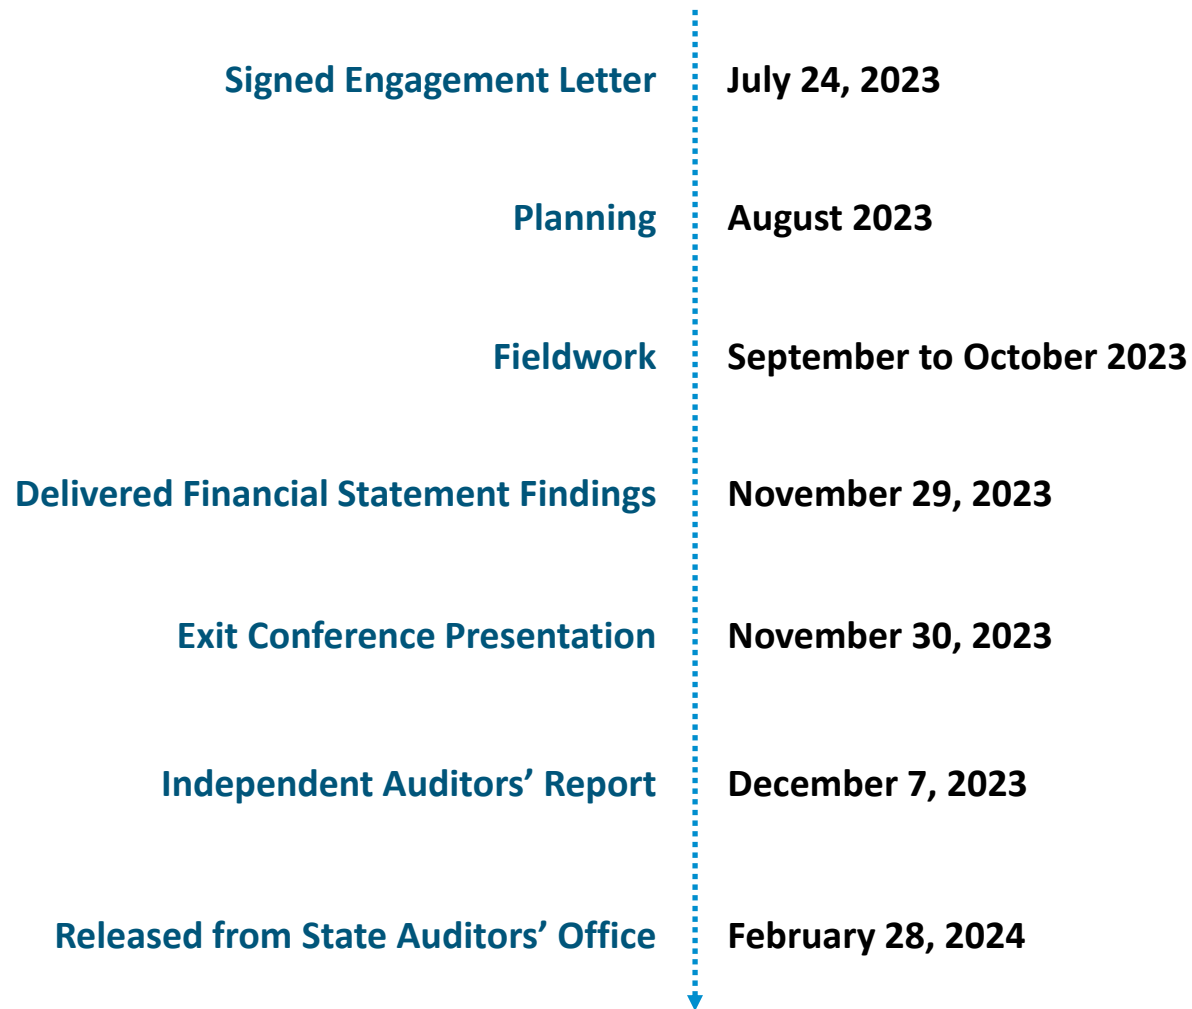 Signed Engagement Letter July 24, 2023
Planning August 2023
Fieldwork September to October 2023
Delivered Financial Statement Findings November 29, 2023
Exit Conference Presentation November 30, 2023
Independent Auditors’ Report December 7, 2023
Released from State Auditors’ Office February 28, 2024